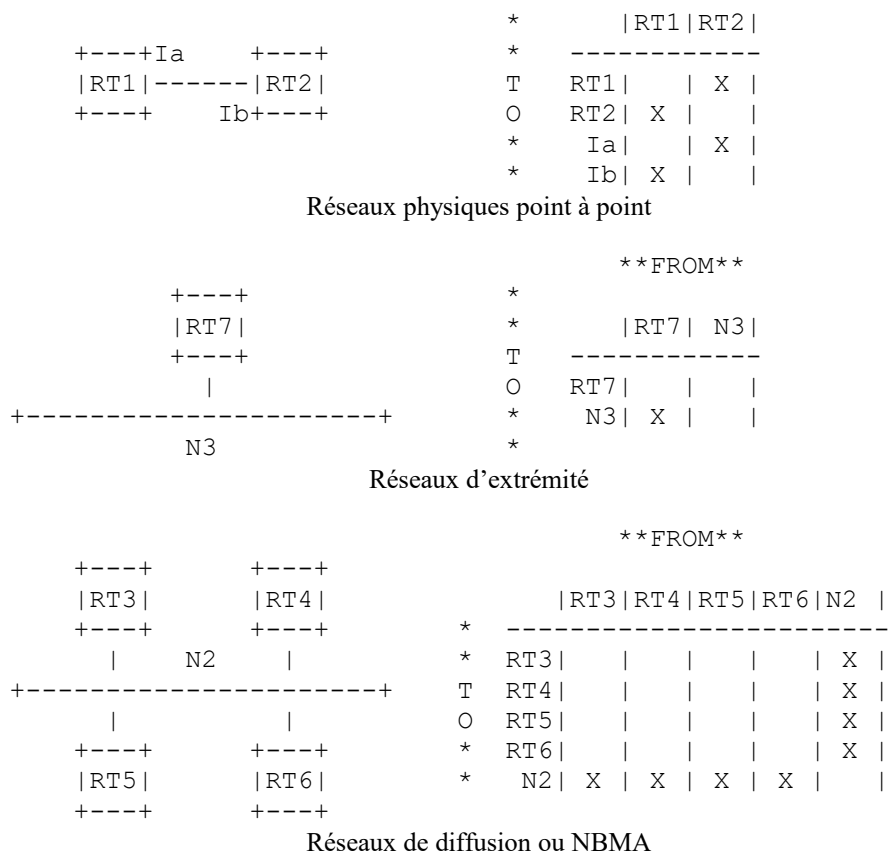 *       |RT1|RT2|
    +---+Ia     +---+                   *    ------------
    |RT1|------|RT2|                    T    RT1|   | X |
    +---+    Ib+---+                    O    RT2| X |   |
                                        *     Ia|   | X |
                                        *     Ib| X |   |
Réseaux physiques point à point
**FROM**
          +---+                 *
          |RT7|                 *       |RT7| N3|
          +---+                 T    ------------
            |                   O    RT7|   |   |
+----------------------+        *     N3| X |   |
           N3                   *
Réseaux d’extrémité
**FROM**
    +---+      +---+
    |RT3|      |RT4|                  |RT3|RT4|RT5|RT6|N2 |
    +---+      +---+         *  ------------------------
      |    N2    |           *  RT3|   |   |   |   | X |
+----------------------+     T  RT4|   |   |   |   | X |
      |          |           O  RT5|   |   |   |   | X |
    +---+      +---+         *  RT6|   |   |   |   | X |
    |RT5|      |RT6|         *   N2| X | X | X | X |   |
    +---+      +---+
Réseaux de diffusion ou NBMA